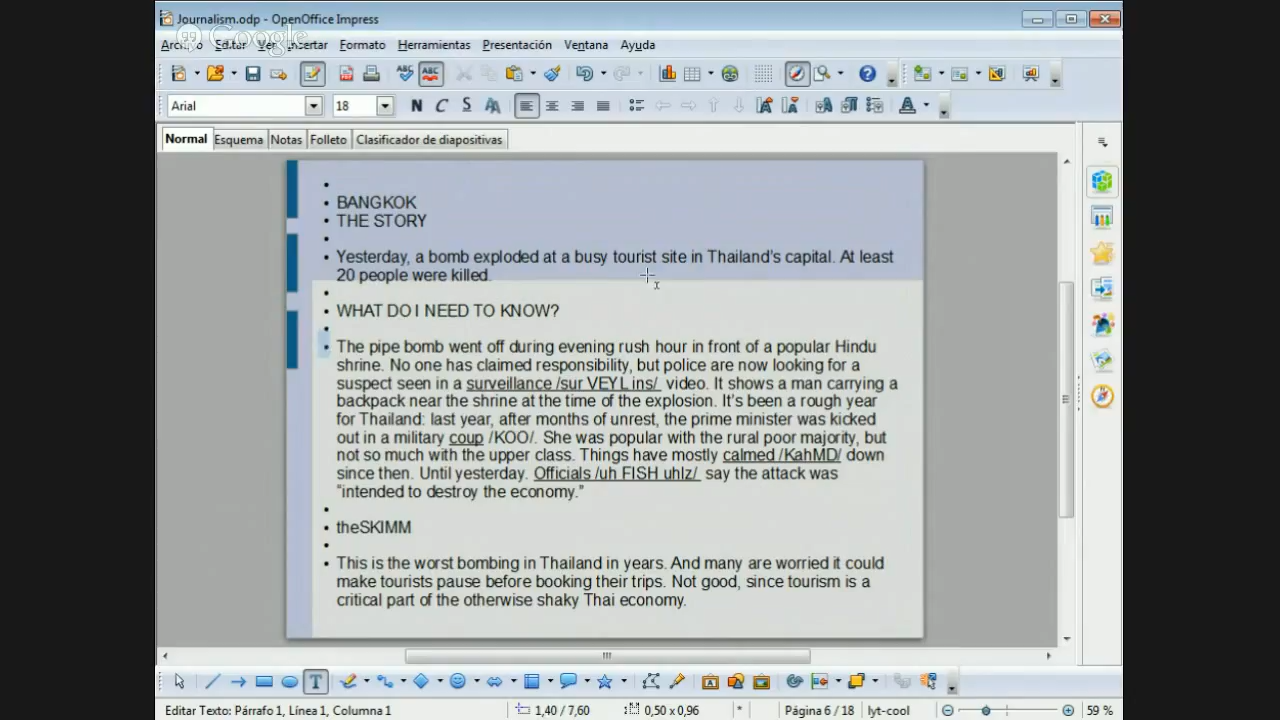 Journalism.odp - OpenOffice Impress
Google
Archivo Editar Ver Insertar Formato Herramientas Presentación Ventana Ayuda
Arial 18 N C S
Normal Esquema Notas Folleto Clasificador de diapositivas
BANGKOK
THE STORY
Yesterday, a bomb exploded at a busy tourist site in Thailand's capital. At least
20 people were killed.
WHAT DO I NEED TO KNOW?
The pipe bomb went off during evening rush hour in front of a popular Hindu
shrine. No one has claimed responsibility, but police are now looking for a
suspect seen in a surveillance /sur VEYL ins/ video. It shows a man carrying a
backpack near the shrine at the time of the explosion. It's been a rough year
for Thailand: last year, after months of unrest, the prime minister was kicked
out in a military coup /KOO/. She was popular with the rural poor majority, but
not so much with the upper class. Things have mostly calmed /KahMD/ down
since then. Until yesterday. Officials /uh FISH uhlz/ say the attack was
“intended to destroy the economy.”
theSKIMM
This is the worst bombing in Thailand in years. And many are worried it could
make tourists pause before booking their trips. Not good, since tourism is a
critical part of the otherwise shaky Thai economy.
Editar Texto: Párrafo 1, Línea 1, Columna 1 1,40 / 7,60 0,50 x 0,96 * Página 6 / 18 lyt-cool 59 %